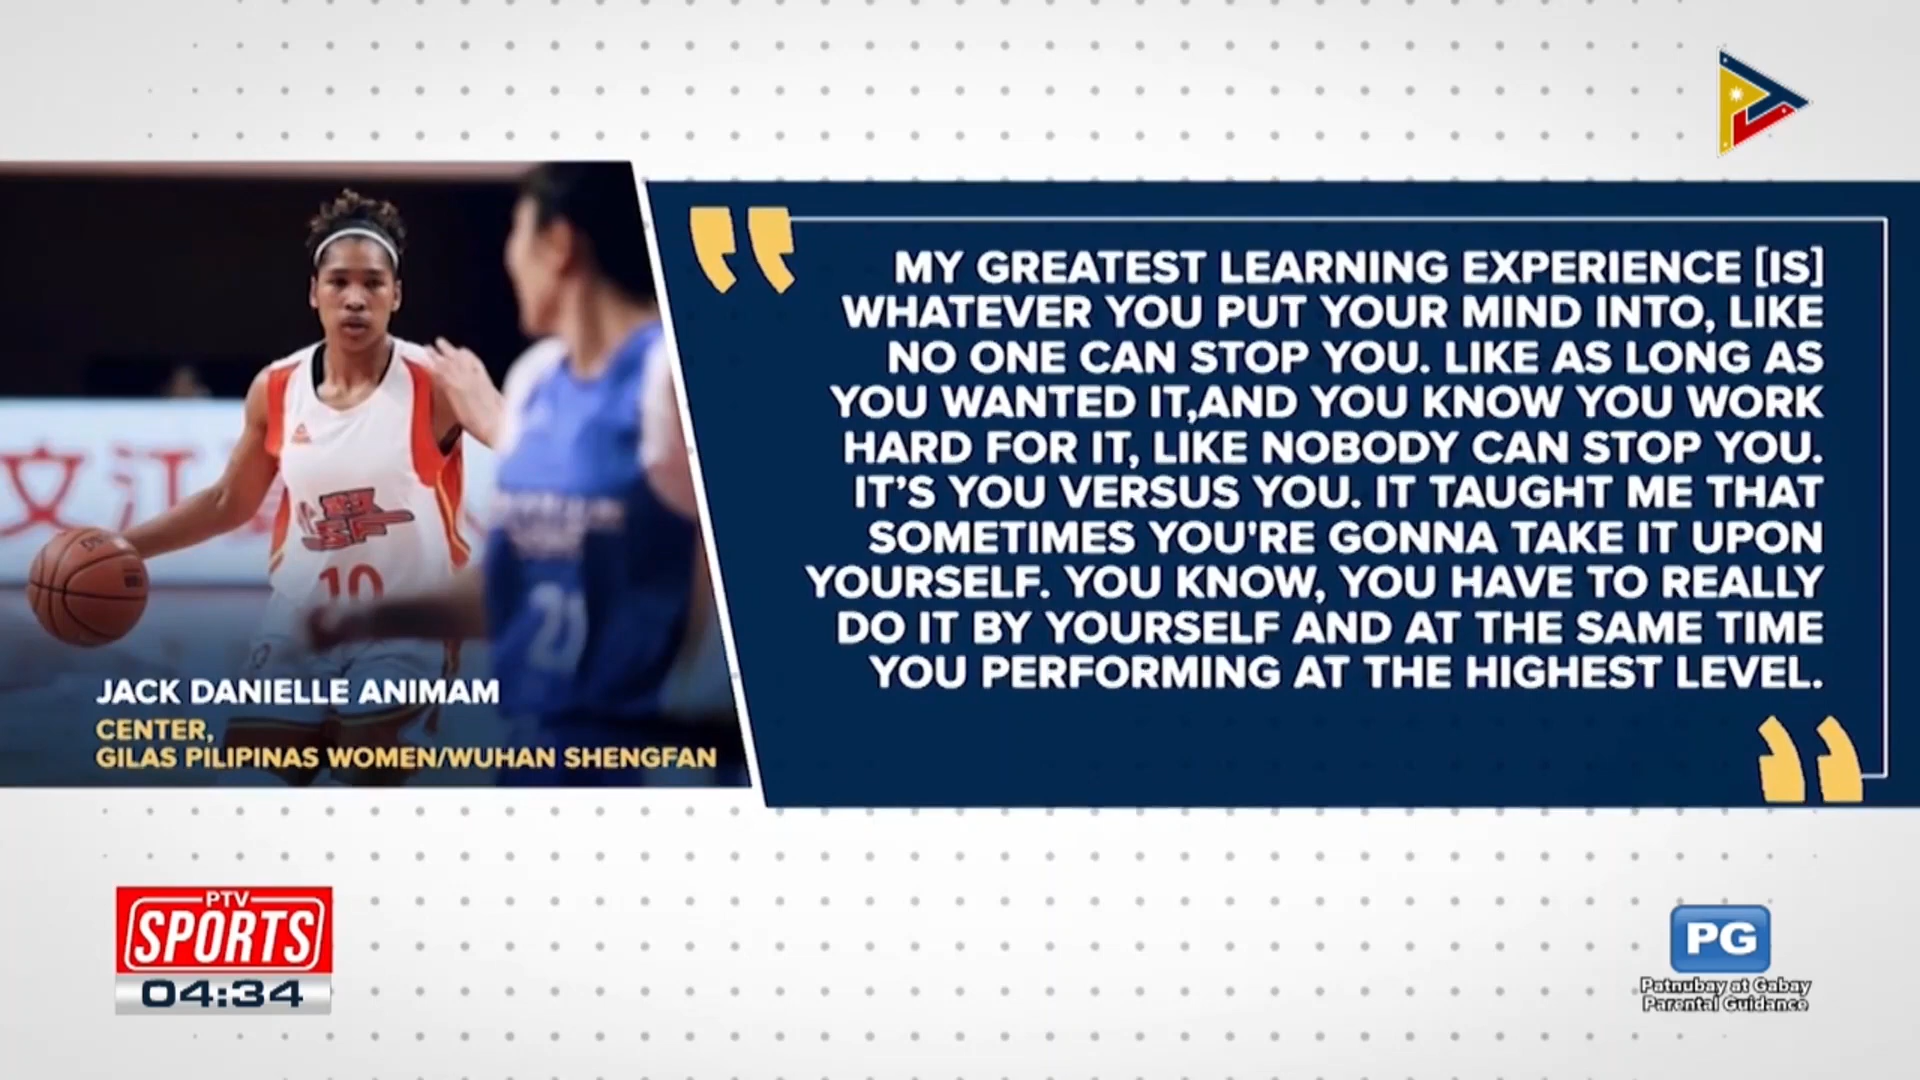 MY GREATEST LEARNING EXPERIENCE [IS]
WHATEVER YOU PUT YOUR MIND INTO, LIKE
NO ONE CAN STOP YOU. LIKE AS LONG AS
YOU WANTED IT,AND YOU KNOW YOU WORK
HARD FOR IT, LIKE NOBODY CAN STOP YOU.
IT’S YOU VERSUS YOU. IT TAUGHT ME THAT
SOMETIMES YOU'RE GONNA TAKE IT UPON
YOURSELF. YOU KNOW, YOU HAVE TO REALLY
DO IT BY YOURSELF AND AT THE SAME TIME
YOU PERFORMING AT THE HIGHEST LEVEL.
文江
10
21
JACK DANIELLE ANIMAM
CENTER,
GILAS PILIPINAS WOMEN/WUHAN SHENGFAN
PTV
SPORTS
04:34
PG
Patnubay at Gabay
Parental Guidance